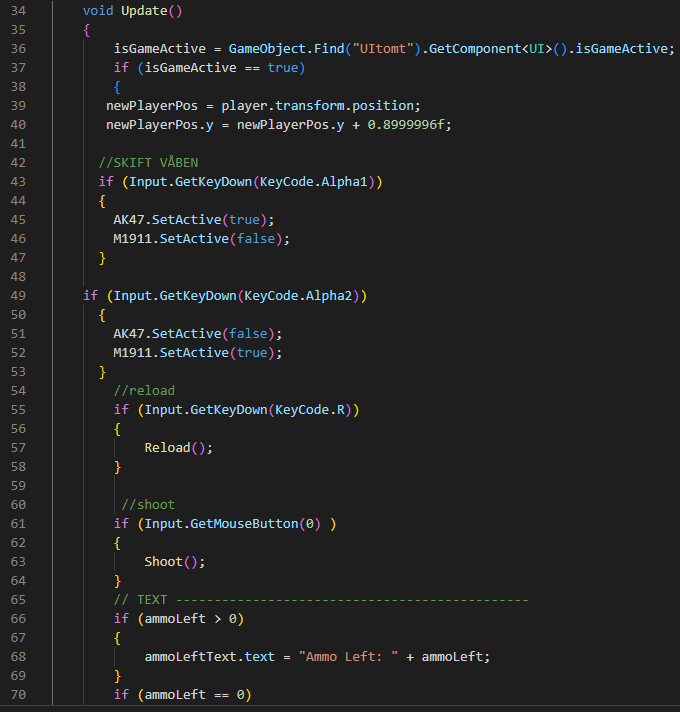 34 void Update()
35 {
36 isGameActive = GameObject.Find("UItomt").GetComponent<UI>().isGameActive;
37 if (isGameActive == true)
38 {
39 newPlayerPos = player.transform.position;
40 newPlayerPos.y = newPlayerPos.y + 0.8999996f;
41
42 //SKIFT VÅBEN
43 if (Input.GetKeyDown(KeyCode.Alpha1))
44 {
45 AK47.SetActive(true);
46 M1911.SetActive(false);
47 }
48
49 if (Input.GetKeyDown(KeyCode.Alpha2))
50 {
51 AK47.SetActive(false);
52 M1911.SetActive(true);
53 }
54 //reload
55 if (Input.GetKeyDown(KeyCode.R))
56 {
57 Reload();
58 }
59
60 //shoot
61 if (Input.GetMouseButton(0) )
62 {
63 Shoot();
64 }
65 // TEXT ----------------------------------------------
66 if (ammoLeft > 0)
67 {
68 ammoLeftText.text = "Ammo Left: " + ammoLeft;
69 }
70 if (ammoLeft == 0)